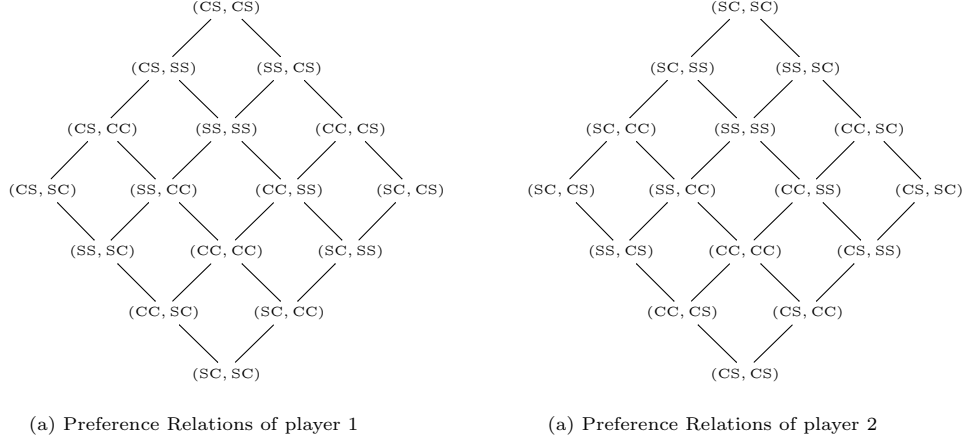 (CS, CS)
(CS, SS) (SS, CS)
(CS, CC) (SS, SS) (CC, CS)
(CS, SC) (SS, CC) (CC, SS) (SC, CS)
(SS, SC) (CC, CC) (SC, SS)
(CC, SC) (SC, CC)
(SC, SC)
(a) Preference Relations of player 1
(SC, SC)
(SC, SS) (SS, SC)
(SC, CC) (SS, SS) (CC, SC)
(SC, CS) (SS, CC) (CC, SS) (CS, SC)
(SS, CS) (CC, CC) (CS, SS)
(CC, CS) (CS, CC)
(CS, CS)
(a) Preference Relations of player 2